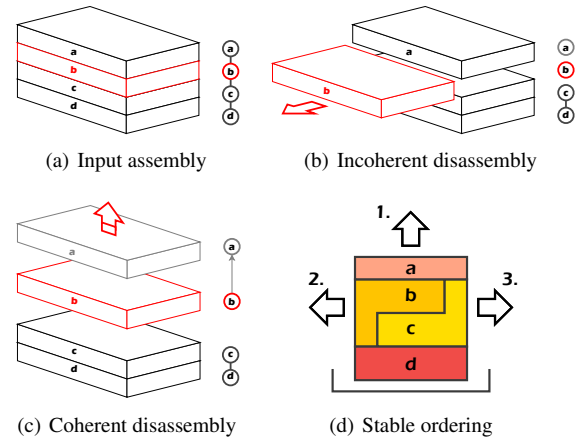 a
b
c
d
a
b
c
d
(a) Input assembly
a
b
c
d
a
b
c
d
(b) Incoherent disassembly
a
b
c
d
a
b
c
d
(c) Coherent disassembly
1.
2.
3.
a
b
c
d
(d) Stable ordering